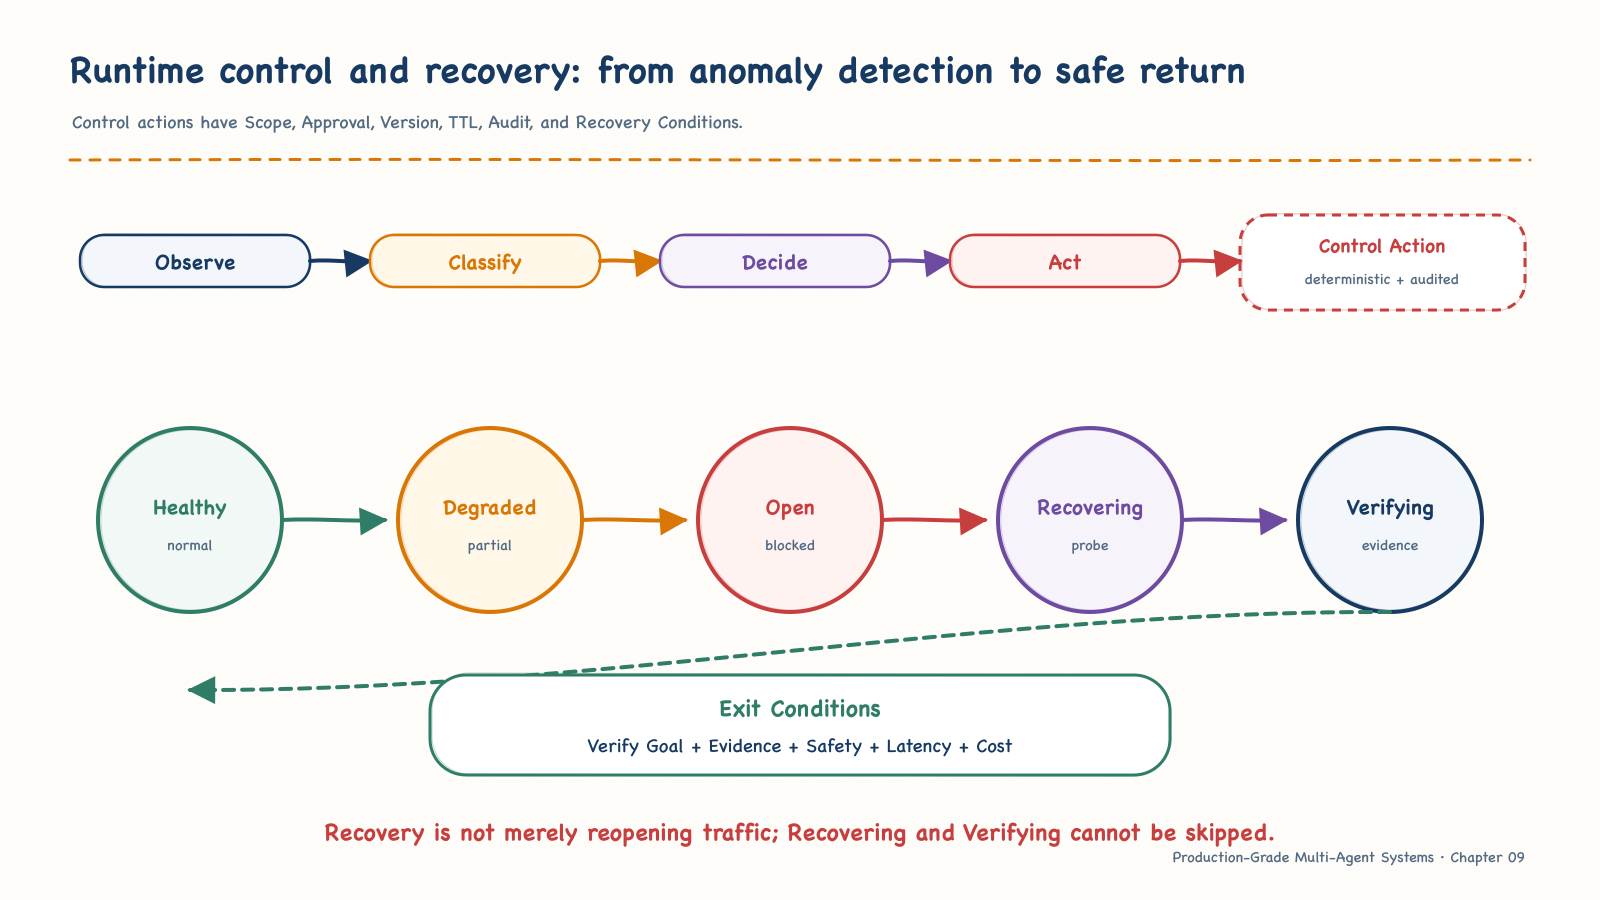 Runtime control and recovery: from anomaly detection to safe return
Control actions have Scope, Approval, Version, TTL, Audit, and Recovery Conditions.
Observe
Classify
Decide
Act
Control Action
deterministic + audited
Healthy
normal
Degraded
partial
Open
blocked
Recovering
probe
Verifying
evidence
Exit Conditions
Verify Goal + Evidence + Safety + Latency + Cost
Recovery is not merely reopening traffic; Recovering and Verifying cannot be skipped.
Production-Grade Multi-Agent Systems · Chapter 09